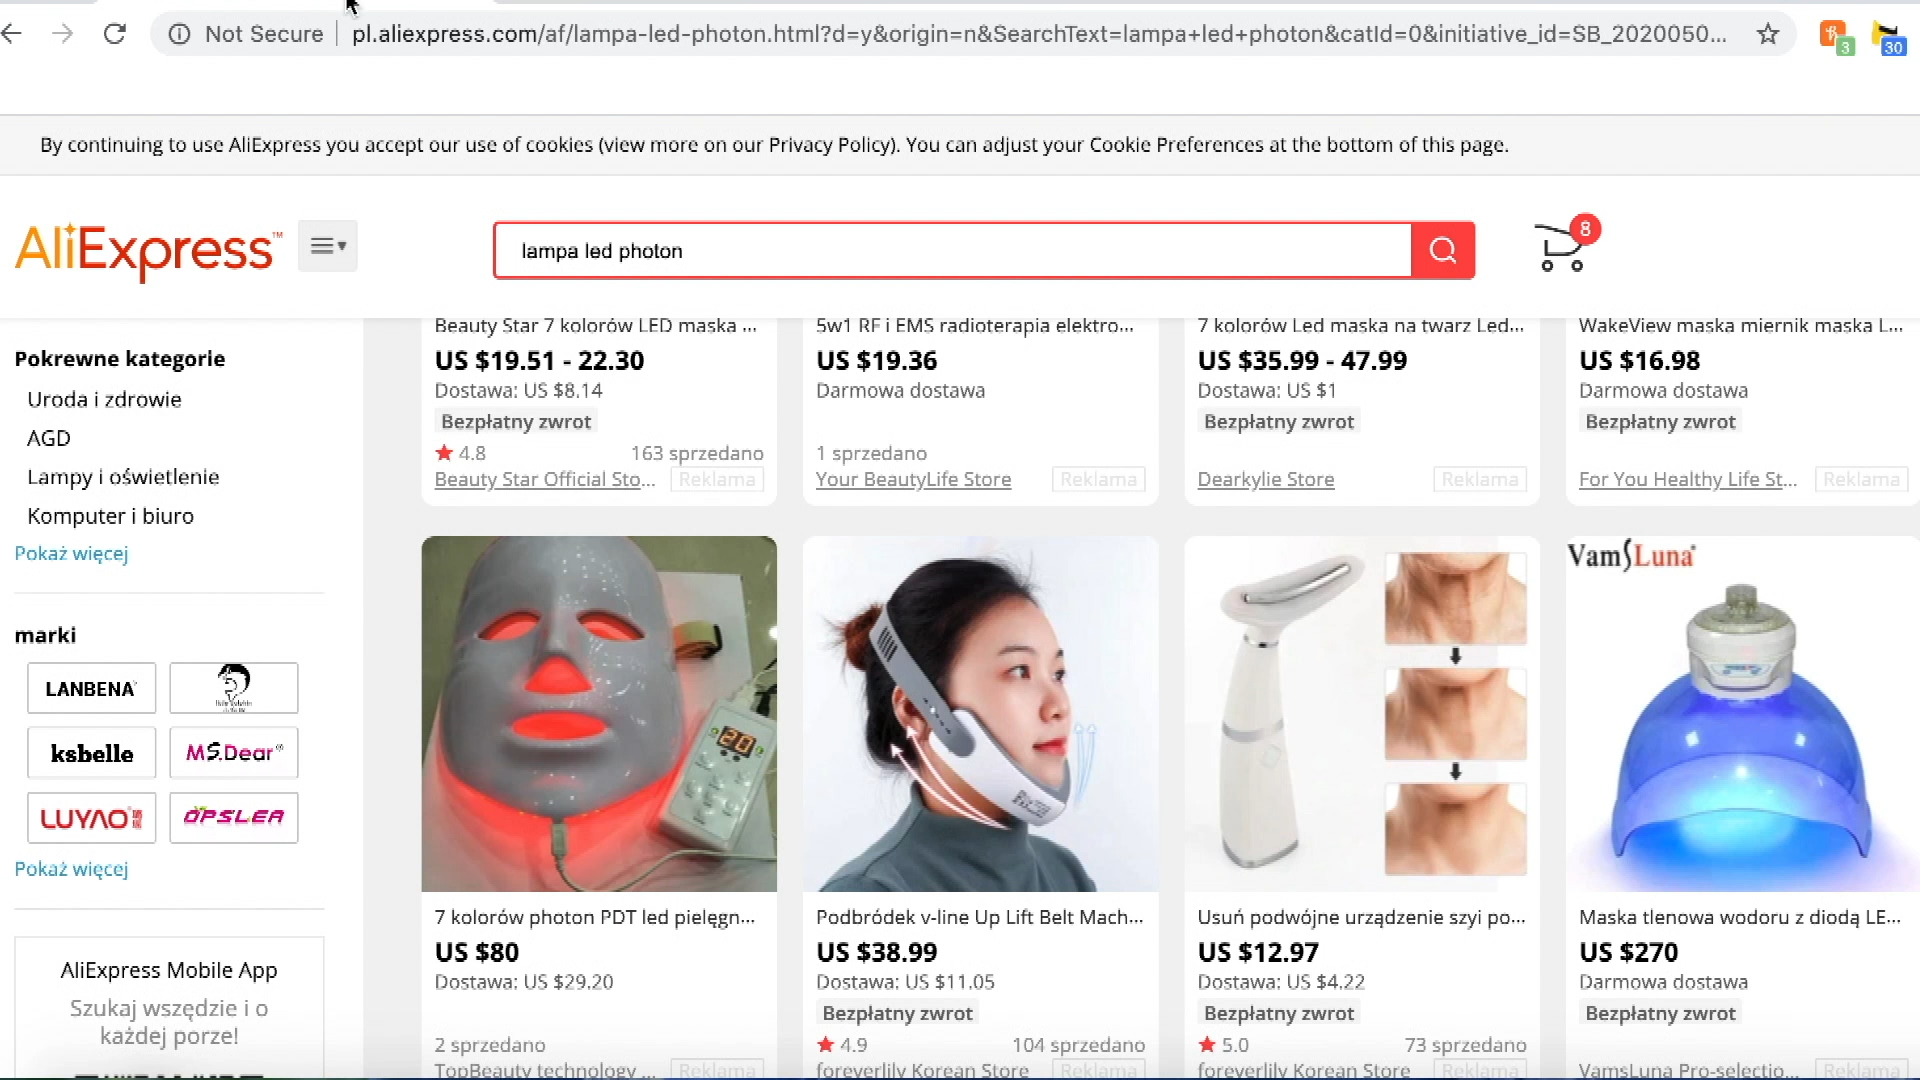 Not Secure
pl.aliexpress.com/af/lampa-led-photon.html?d=y&origin=n&SearchText=lampa+led+photon&catId=0&initiative_id=SB_2020050...
3
30
By continuing to use AliExpress you accept our use of cookies (view more on our Privacy Policy). You can adjust your Cookie Preferences at the bottom of this page.
AliExpress™
lampa led photon
8
Pokrewne kategorie
Uroda i zdrowie
AGD
Lampy i oświetlenie
Komputer i biuro
Pokaż więcej
marki
LANBENA
ksbelle
MS.Dear®
LUYAO
OPSLEA
Pokaż więcej
AliExpress Mobile App
Szukaj wszędzie i o
każdej porze!
Beauty Star 7 kolorów LED maska ...
US $19.51 - 22.30
Dostawa: US $8.14
Bezpłatny zwrot
4.8 163 sprzedano
Beauty Star Official Sto... Reklama
5w1 RF i EMS radioterapia elektro...
US $19.36
Darmowa dostawa
1 sprzedano
Your BeautyLife Store Reklama
7 kolorów Led maska na twarz Led...
US $35.99 - 47.99
Dostawa: US $1
Bezpłatny zwrot
Dearkylie Store Reklama
WakeView maska miernik maska L...
US $16.98
Darmowa dostawa
Bezpłatny zwrot
For You Healthy Life St... Reklama
20
7 kolorów photon PDT led pielęgn...
US $80
Dostawa: US $29.20
2 sprzedano
TopBeauty technology ... Reklama
Podbródek v-line Up Lift Belt Mach...
US $38.99
Dostawa: US $11.05
Bezpłatny zwrot
4.9 104 sprzedano
foreverlily Korean Store Reklama
Usuń podwójne urządzenie szyi po...
US $12.97
Dostawa: US $4.22
Bezpłatny zwrot
5.0 73 sprzedano
foreverlily Korean Store Reklama
VamsLuna®
Maska tlenowa wodoru z diodą LE...
US $270
Darmowa dostawa
Bezpłatny zwrot
VamsLuna Pro-selectio... Reklama